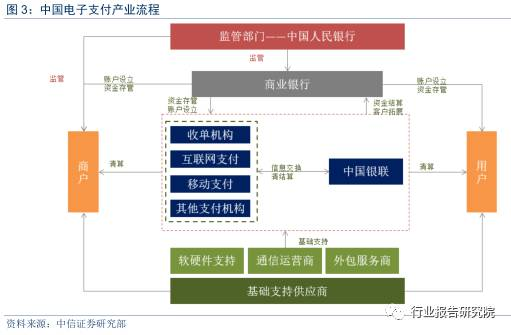 图 3：中国电子支付产业流程
监管部门——中国人民银行
监管
监管
账户设立
资金存管
商业银行
账户设立
资金存管
资金存管
账户设立
资金结算
客户拓展
收单机构
互联网支付
移动支付
其他支付机构
信息交换
清结算
中国银联
商户
清算
清算
用户
基础支持
软硬件支持
通信运营商
外包服务商
基础支持供应商
行业报告研究院
资料来源：中信证券研究部